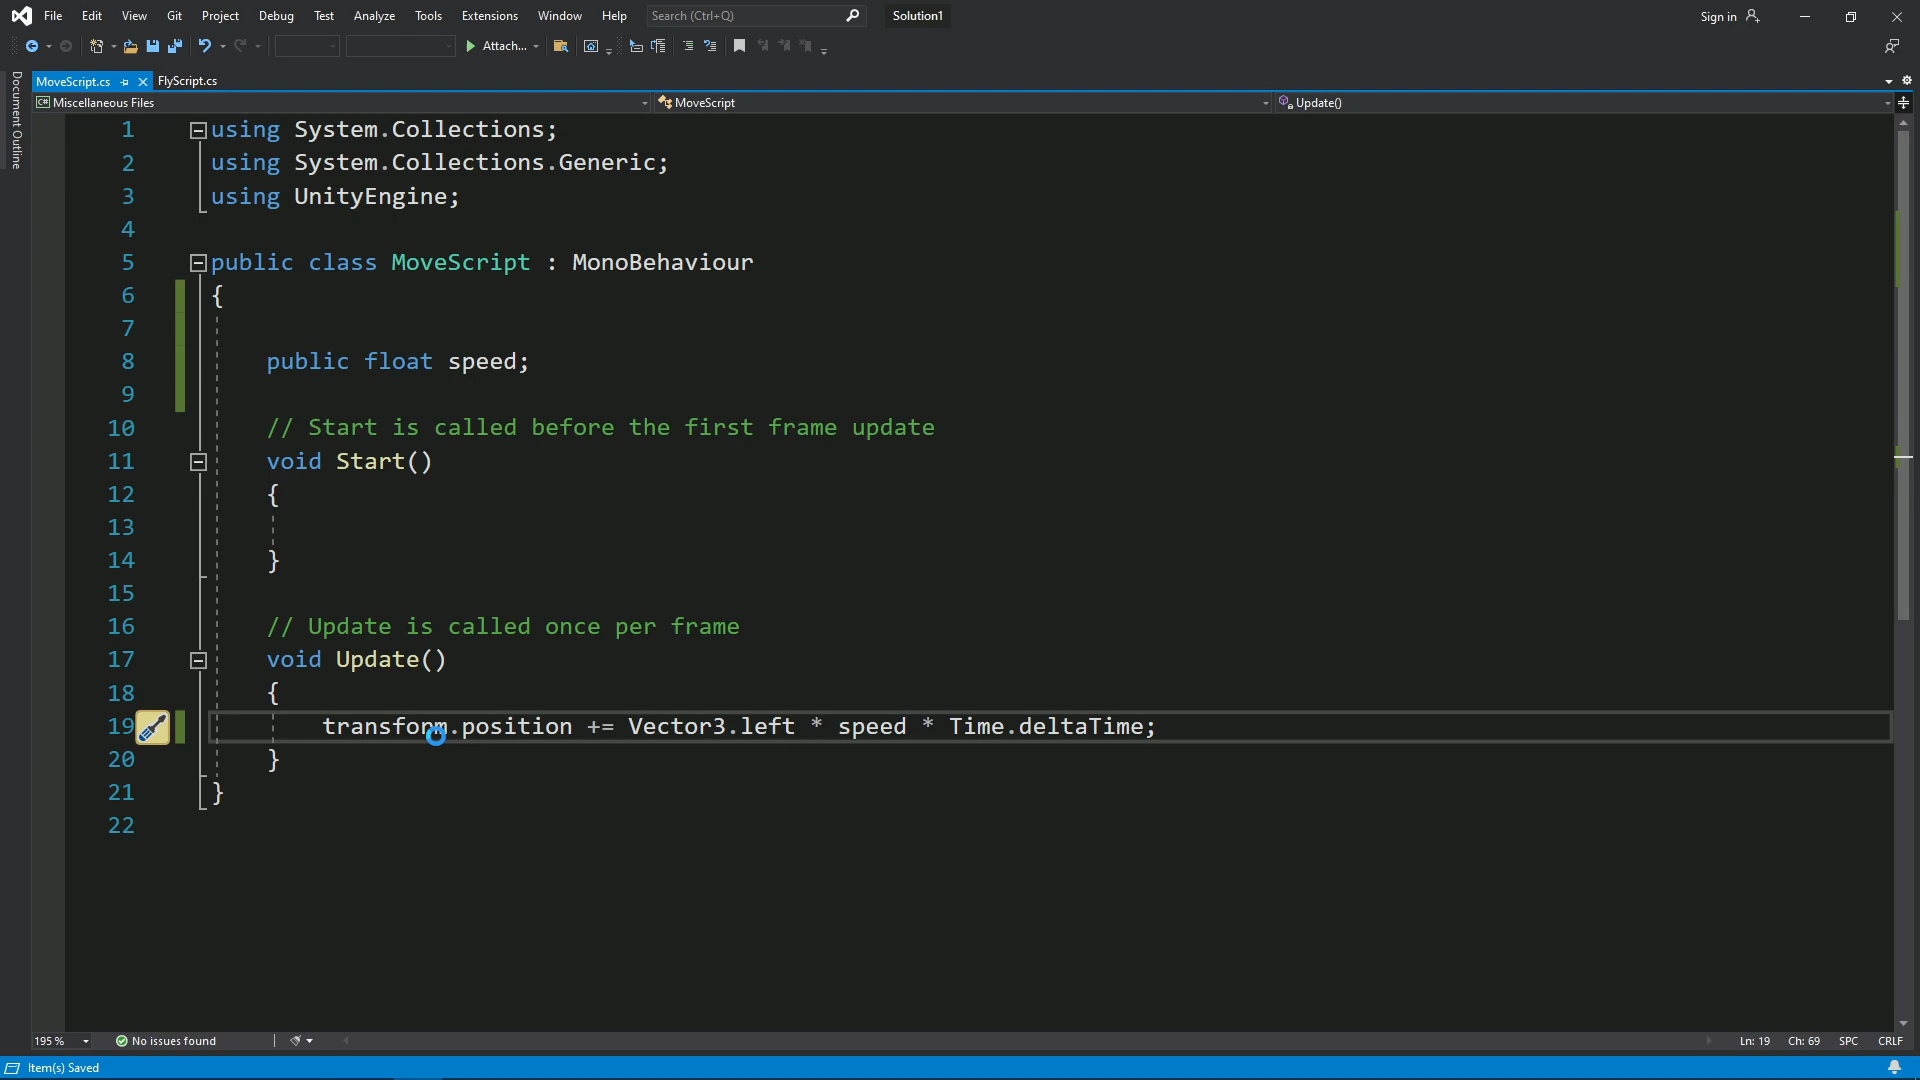 File Edit View Git Project Debug Test Analyze Tools Extensions Window Help Search (Ctrl+Q) Solution1 Sign in
Attach...
Document Outline
MoveScript.cs FlyScript.cs
C# Miscellaneous Files MoveScript Update()
1 using System.Collections;
2 using System.Collections.Generic;
3 using UnityEngine;
4
5 public class MoveScript : MonoBehaviour
6 {
7
8 public float speed;
9
10 // Start is called before the first frame update
11 void Start()
12 {
13
14 }
15
16 // Update is called once per frame
17 void Update()
18 {
19 transform.position += Vector3.left * speed * Time.deltaTime;
20 }
21 }
22
195 % No issues found Ln: 19 Ch: 69 SPC CRLF
Item(s) Saved